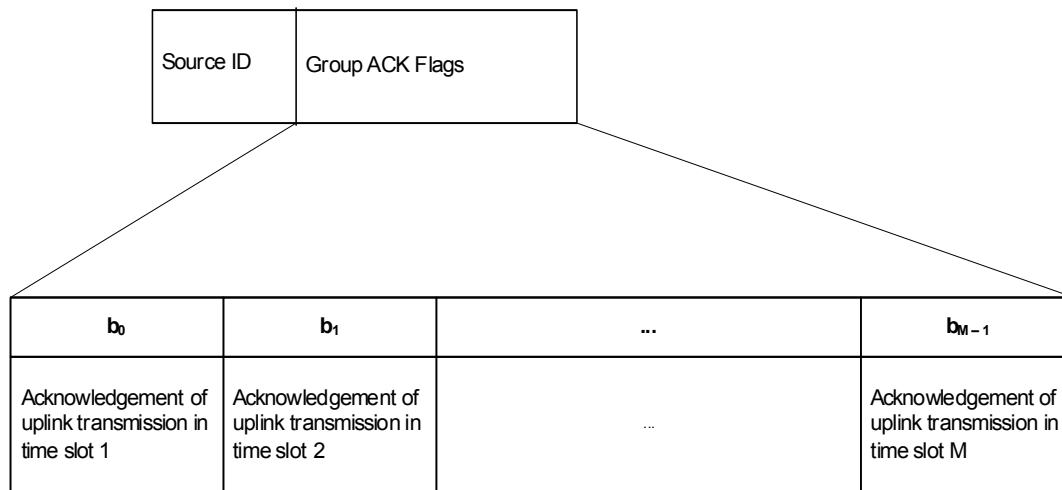 Source ID
Group ACK Flags
b₀
b₁
...
b_M – 1
Acknowledgement of
uplink transmission in
time slot 1
Acknowledgement of
uplink transmission in
time slot 2
...
Acknowledgement of
uplink transmission in
time slot M